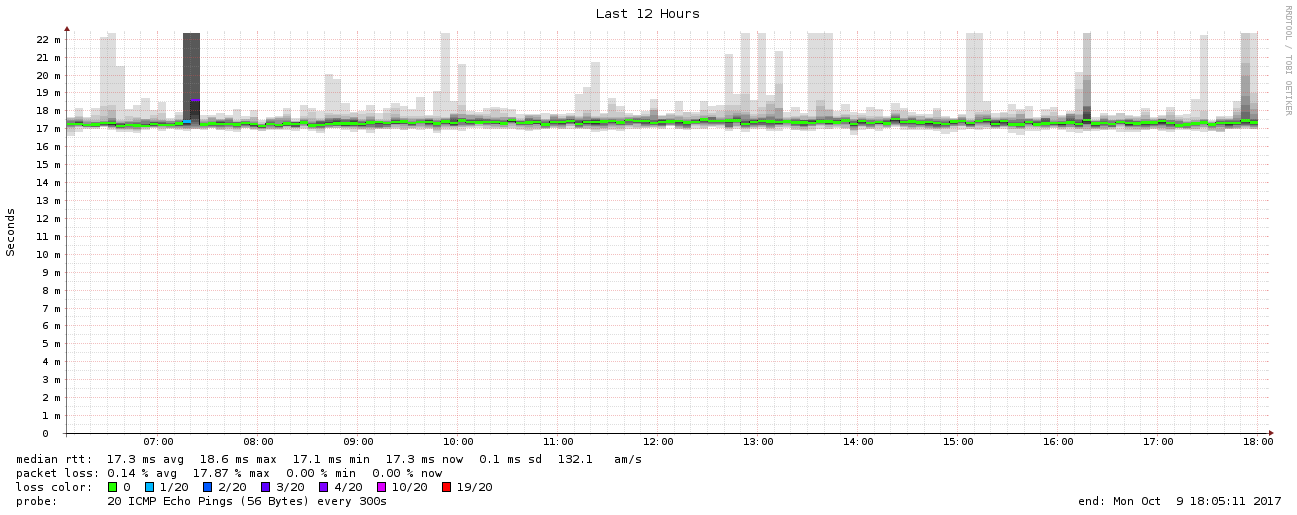 Last 12 Hours
RRDTOOL / TOBI OETIKER
Seconds
22 m
21 m
20 m
19 m
18 m
17 m
16 m
15 m
14 m
13 m
12 m
11 m
10 m
9 m
8 m
7 m
6 m
5 m
4 m
3 m
2 m
1 m
0
07:00 08:00 09:00 10:00 11:00 12:00 13:00 14:00 15:00 16:00 17:00 18:00
median rtt: 17.3 ms avg 18.6 ms max 17.1 ms min 17.3 ms now 0.1 ms sd 132.1 am/s
packet loss: 0.14 % avg 17.87 % max 0.00 % min 0.00 % now
loss color: 0 1/20 2/20 3/20 4/20 10/20 19/20
probe: 20 ICMP Echo Pings (56 Bytes) every 300s end: Mon Oct 9 18:05:11 2017